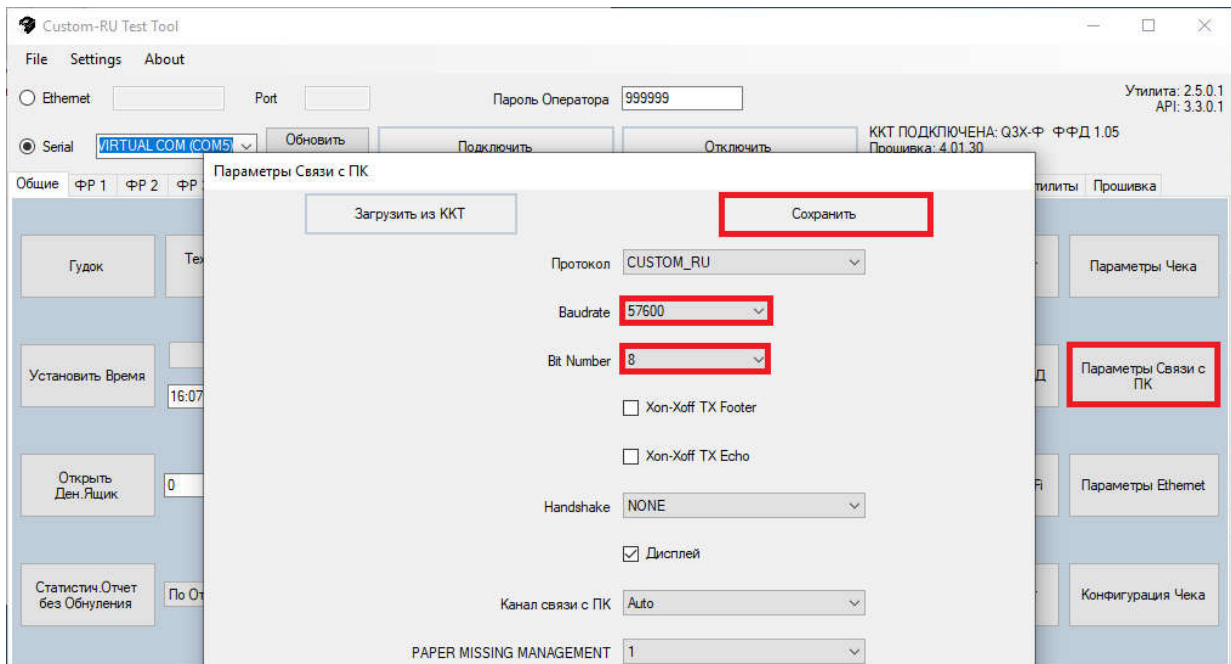 Custom-RU Test Tool
File Settings About
Ethernet Port Пароль Оператора 999999 Утилита: 2.5.0.1
API: 3.3.0.1
Serial VIRTUAL COM (COM5) Обновить Подключить Отключить ККТ ПОДКЛЮЧЕНА: Q3X-Ф ФФД 1.05
Прошивка: 4.01.30
Общие ФР 1 ФР 2 ФР Параметры Связи с ПК Прошивка
Загрузить из ККТ Сохранить
Гудок Протокол CUSTOM_RU Параметры Чека
Baudrate 57600
Bit Number 8
Установить Время Параметры Связи с
ПК
16:07
Xon-Xoff TX Footer
Xon-Xoff TX Echo
Открыть
Ден.Ящик 0 Параметры Ethernet
Handshake NONE
Дисплей
Статистич.Отчет
без Обнуления Конфигурация Чека
Канал связи с ПК Auto
PAPER MISSING MANAGEMENT 1